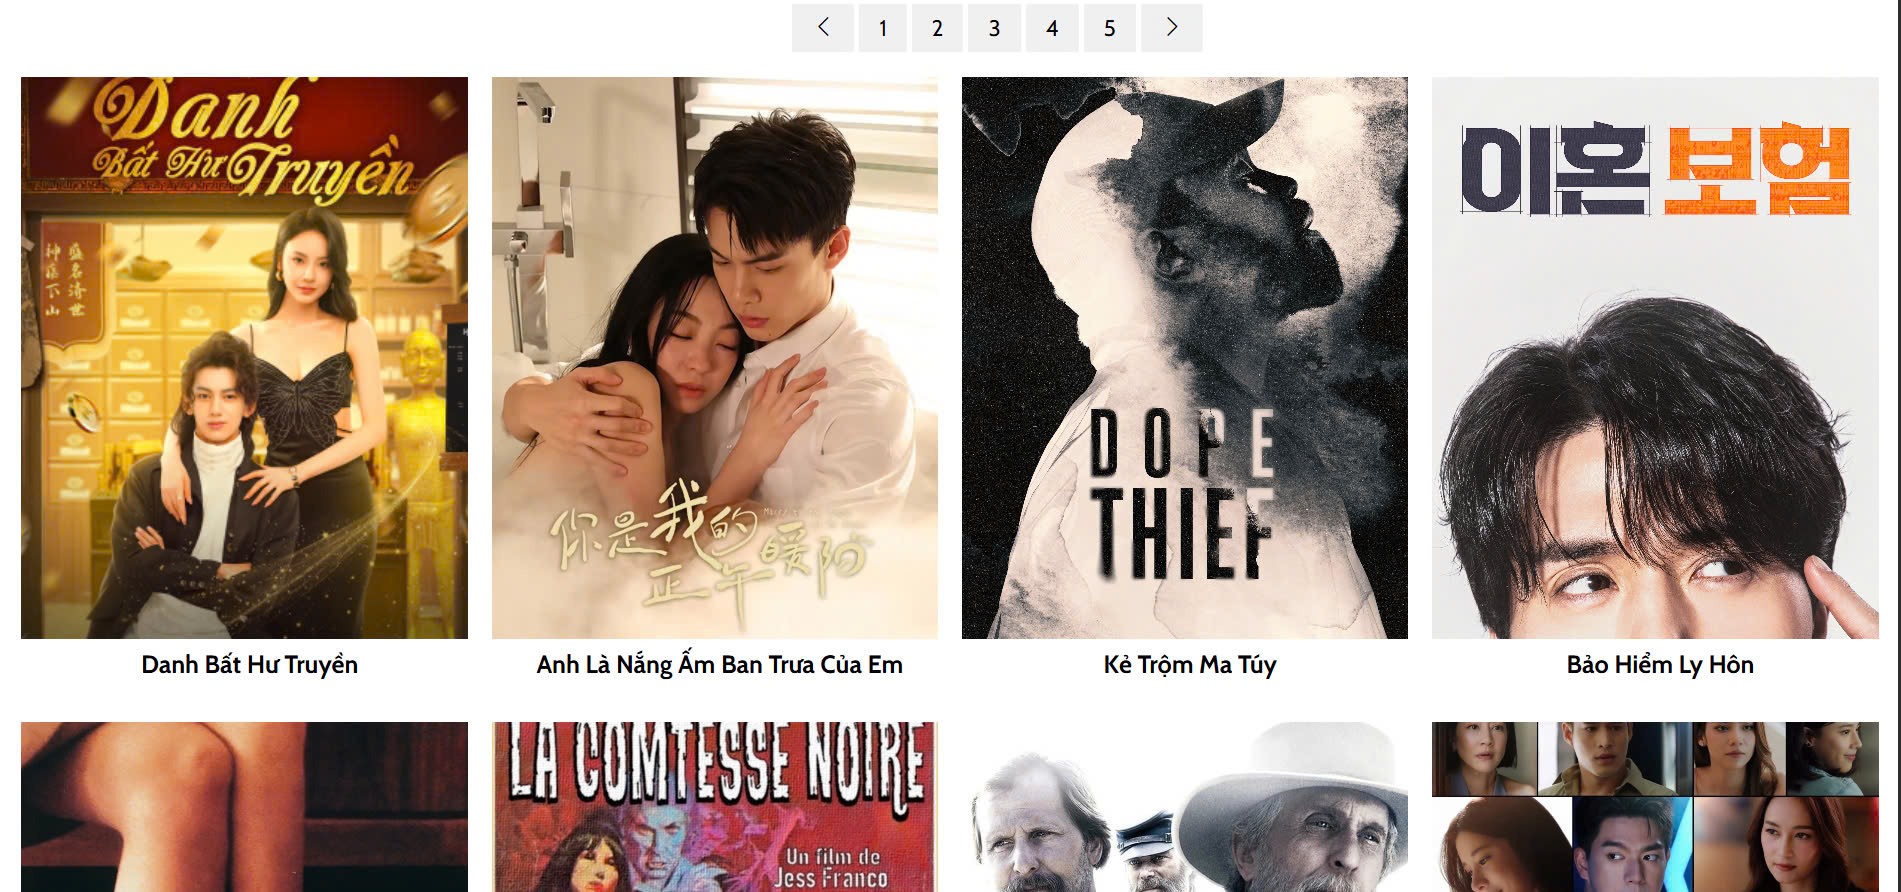 1 2 3 4 5
Danh
Bất Hư Truyền
盛名济世
神医下山
你是我的
正午暖阳
DOPE
THIEF
이혼 보험
Danh Bất Hư Truyền
Anh Là Nắng Ấm Ban Trưa Của Em
Kẻ Trộm Ma Túy
Bảo Hiểm Ly Hôn
LA COMTESSE NOIRE
Un film de
Jess Franco